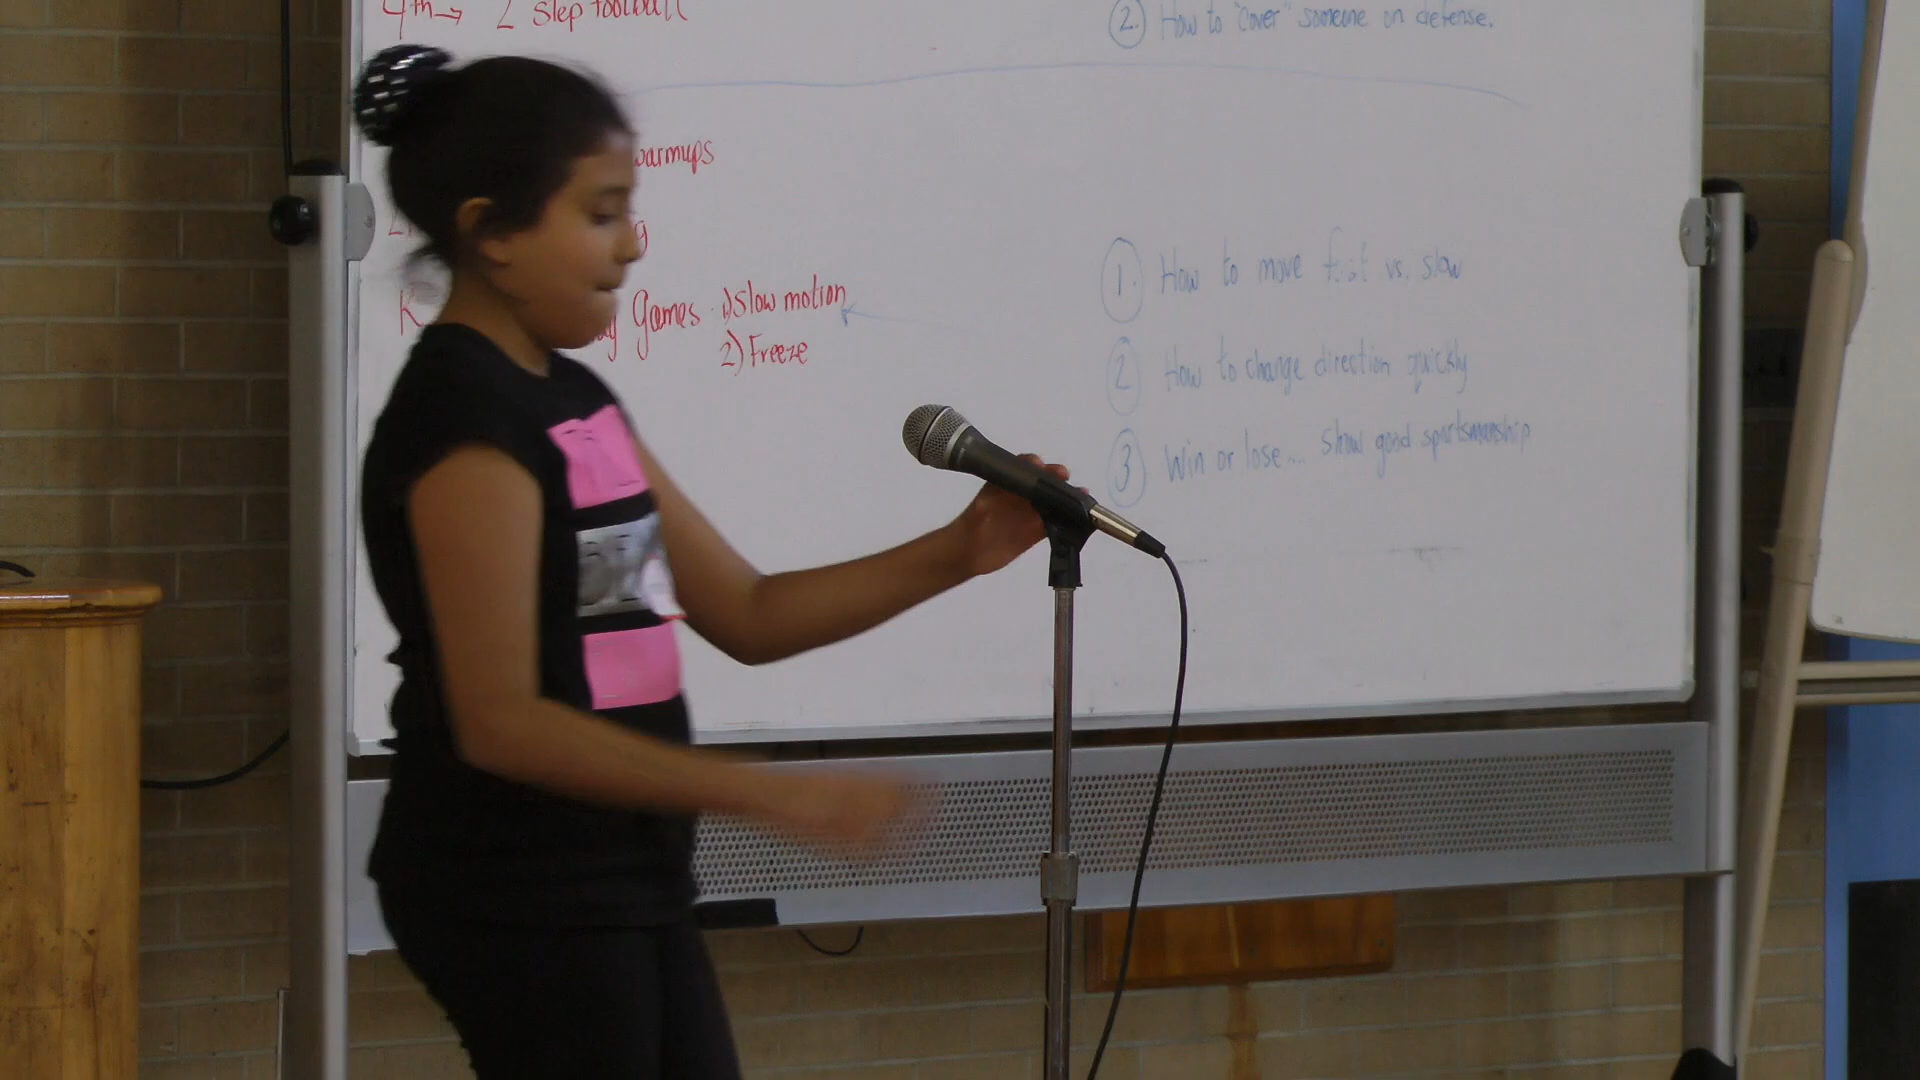 4th → 2 step football
2. How to "cover" someone on defense.
warmups
K
Games 1) Slow motion
2) Freeze
1. How to move fast vs. slow
2 How to change direction quickly
3 Win or lose... show good sportsmanship